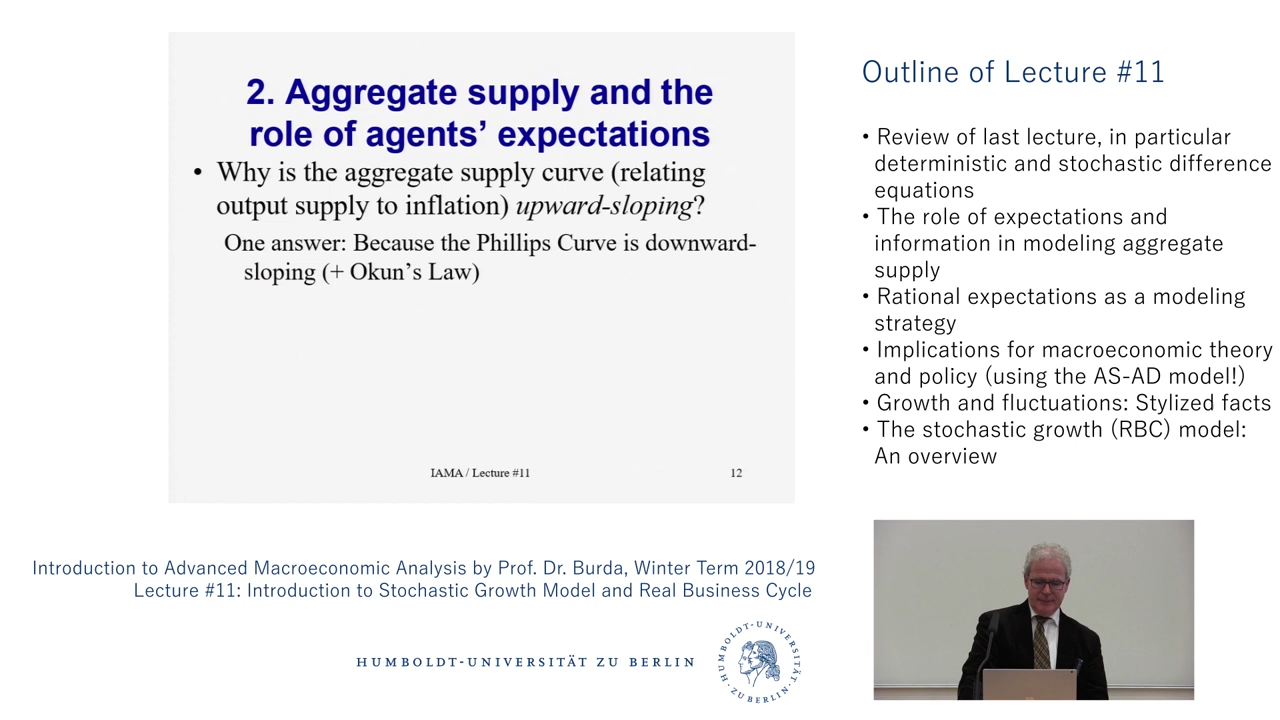 2. Aggregate supply and the
role of agents’ expectations
• Why is the aggregate supply curve (relating
output supply to inflation) upward-sloping?
One answer: Because the Phillips Curve is downward-
sloping (+ Okun’s Law)
IAMA / Lecture #11
12
Outline of Lecture #11
• Review of last lecture, in particular
deterministic and stochastic difference
equations
• The role of expectations and
information in modeling aggregate
supply
• Rational expectations as a modeling
strategy
• Implications for macroeconomic theory
and policy (using the AS-AD model!)
• Growth and fluctuations: Stylized facts
• The stochastic growth (RBC) model:
An overview
Introduction to Advanced Macroeconomic Analysis by Prof. Dr. Burda, Winter Term 2018/19
Lecture #11: Introduction to Stochastic Growth Model and Real Business Cycle
HUMBOLDT-UNIVERSITÄT ZU BERLIN
HUMBOLDT-UNIVERSITÄT ZU BERLIN